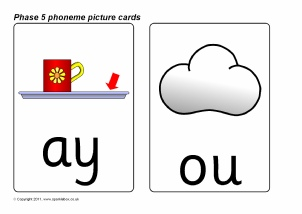 Phase 5 phoneme picture cards
ay
ou
© Copyright 2011, www.sparklebox.co.uk